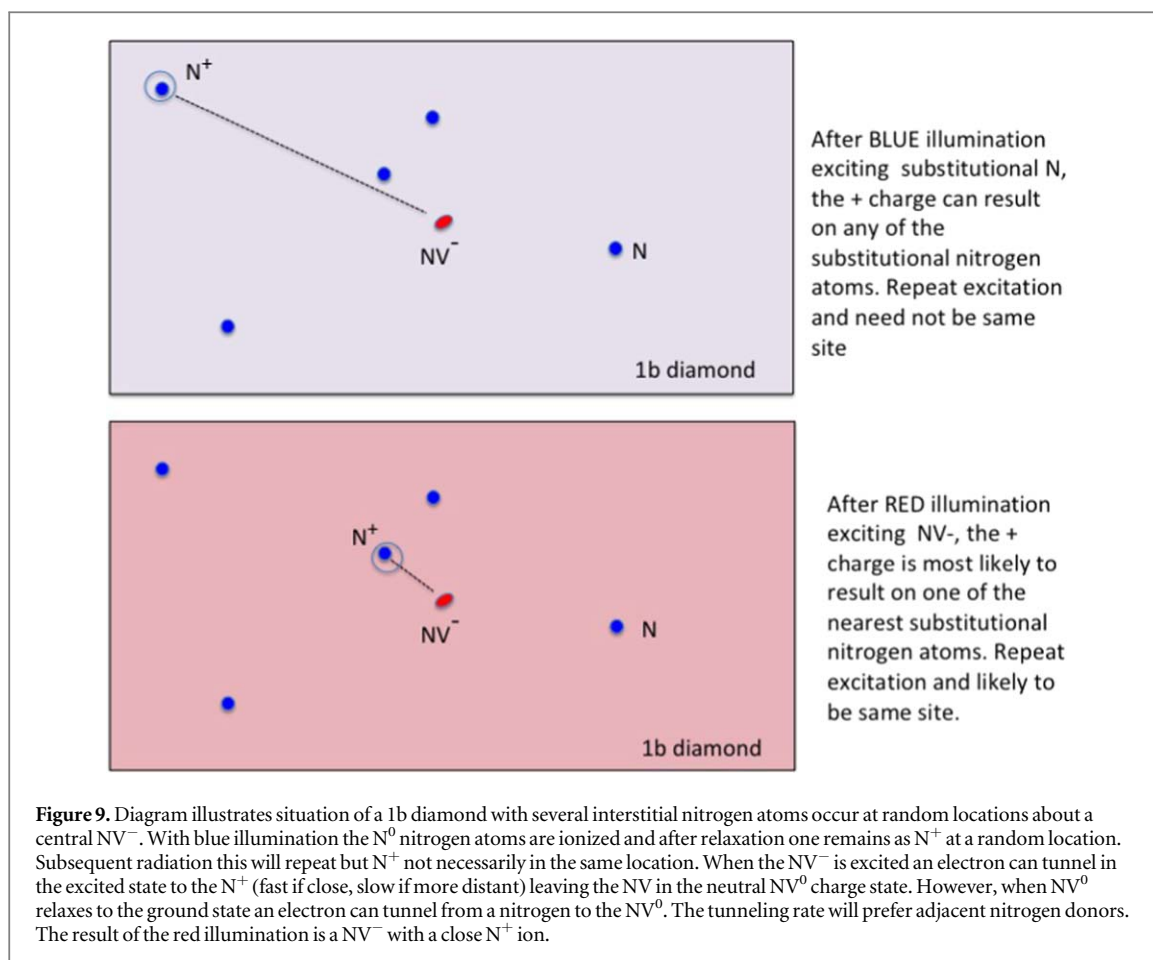 N⁺
NV⁻
N
1b diamond
After BLUE illumination
exciting substitutional N,
the + charge can result
on any of the
substitutional nitrogen
atoms. Repeat excitation
and need not be same
site
N⁺
NV⁻
N
1b diamond
After RED illumination
exciting NV-, the +
charge is most likely to
result on one of the
nearest substitutional
nitrogen atoms. Repeat
excitation and likely to
be same site.
Figure 9. Diagram illustrates situation of a 1b diamond with several interstitial nitrogen atoms occur at random locations about a
central NV⁻. With blue illumination the N⁰ nitrogen atoms are ionized and after relaxation one remains as N⁺ at a random location.
Subsequent radiation this will repeat but N⁺ not necessarily in the same location. When the NV⁻ is excited an electron can tunnel in
the excited state to the N⁺ (fast if close, slow if more distant) leaving the NV in the neutral NV⁰ charge state. However, when NV⁰
relaxes to the ground state an electron can tunnel from a nitrogen to the NV⁰. The tunneling rate will prefer adjacent nitrogen donors.
The result of the red illumination is a NV⁻ with a close N⁺ ion.